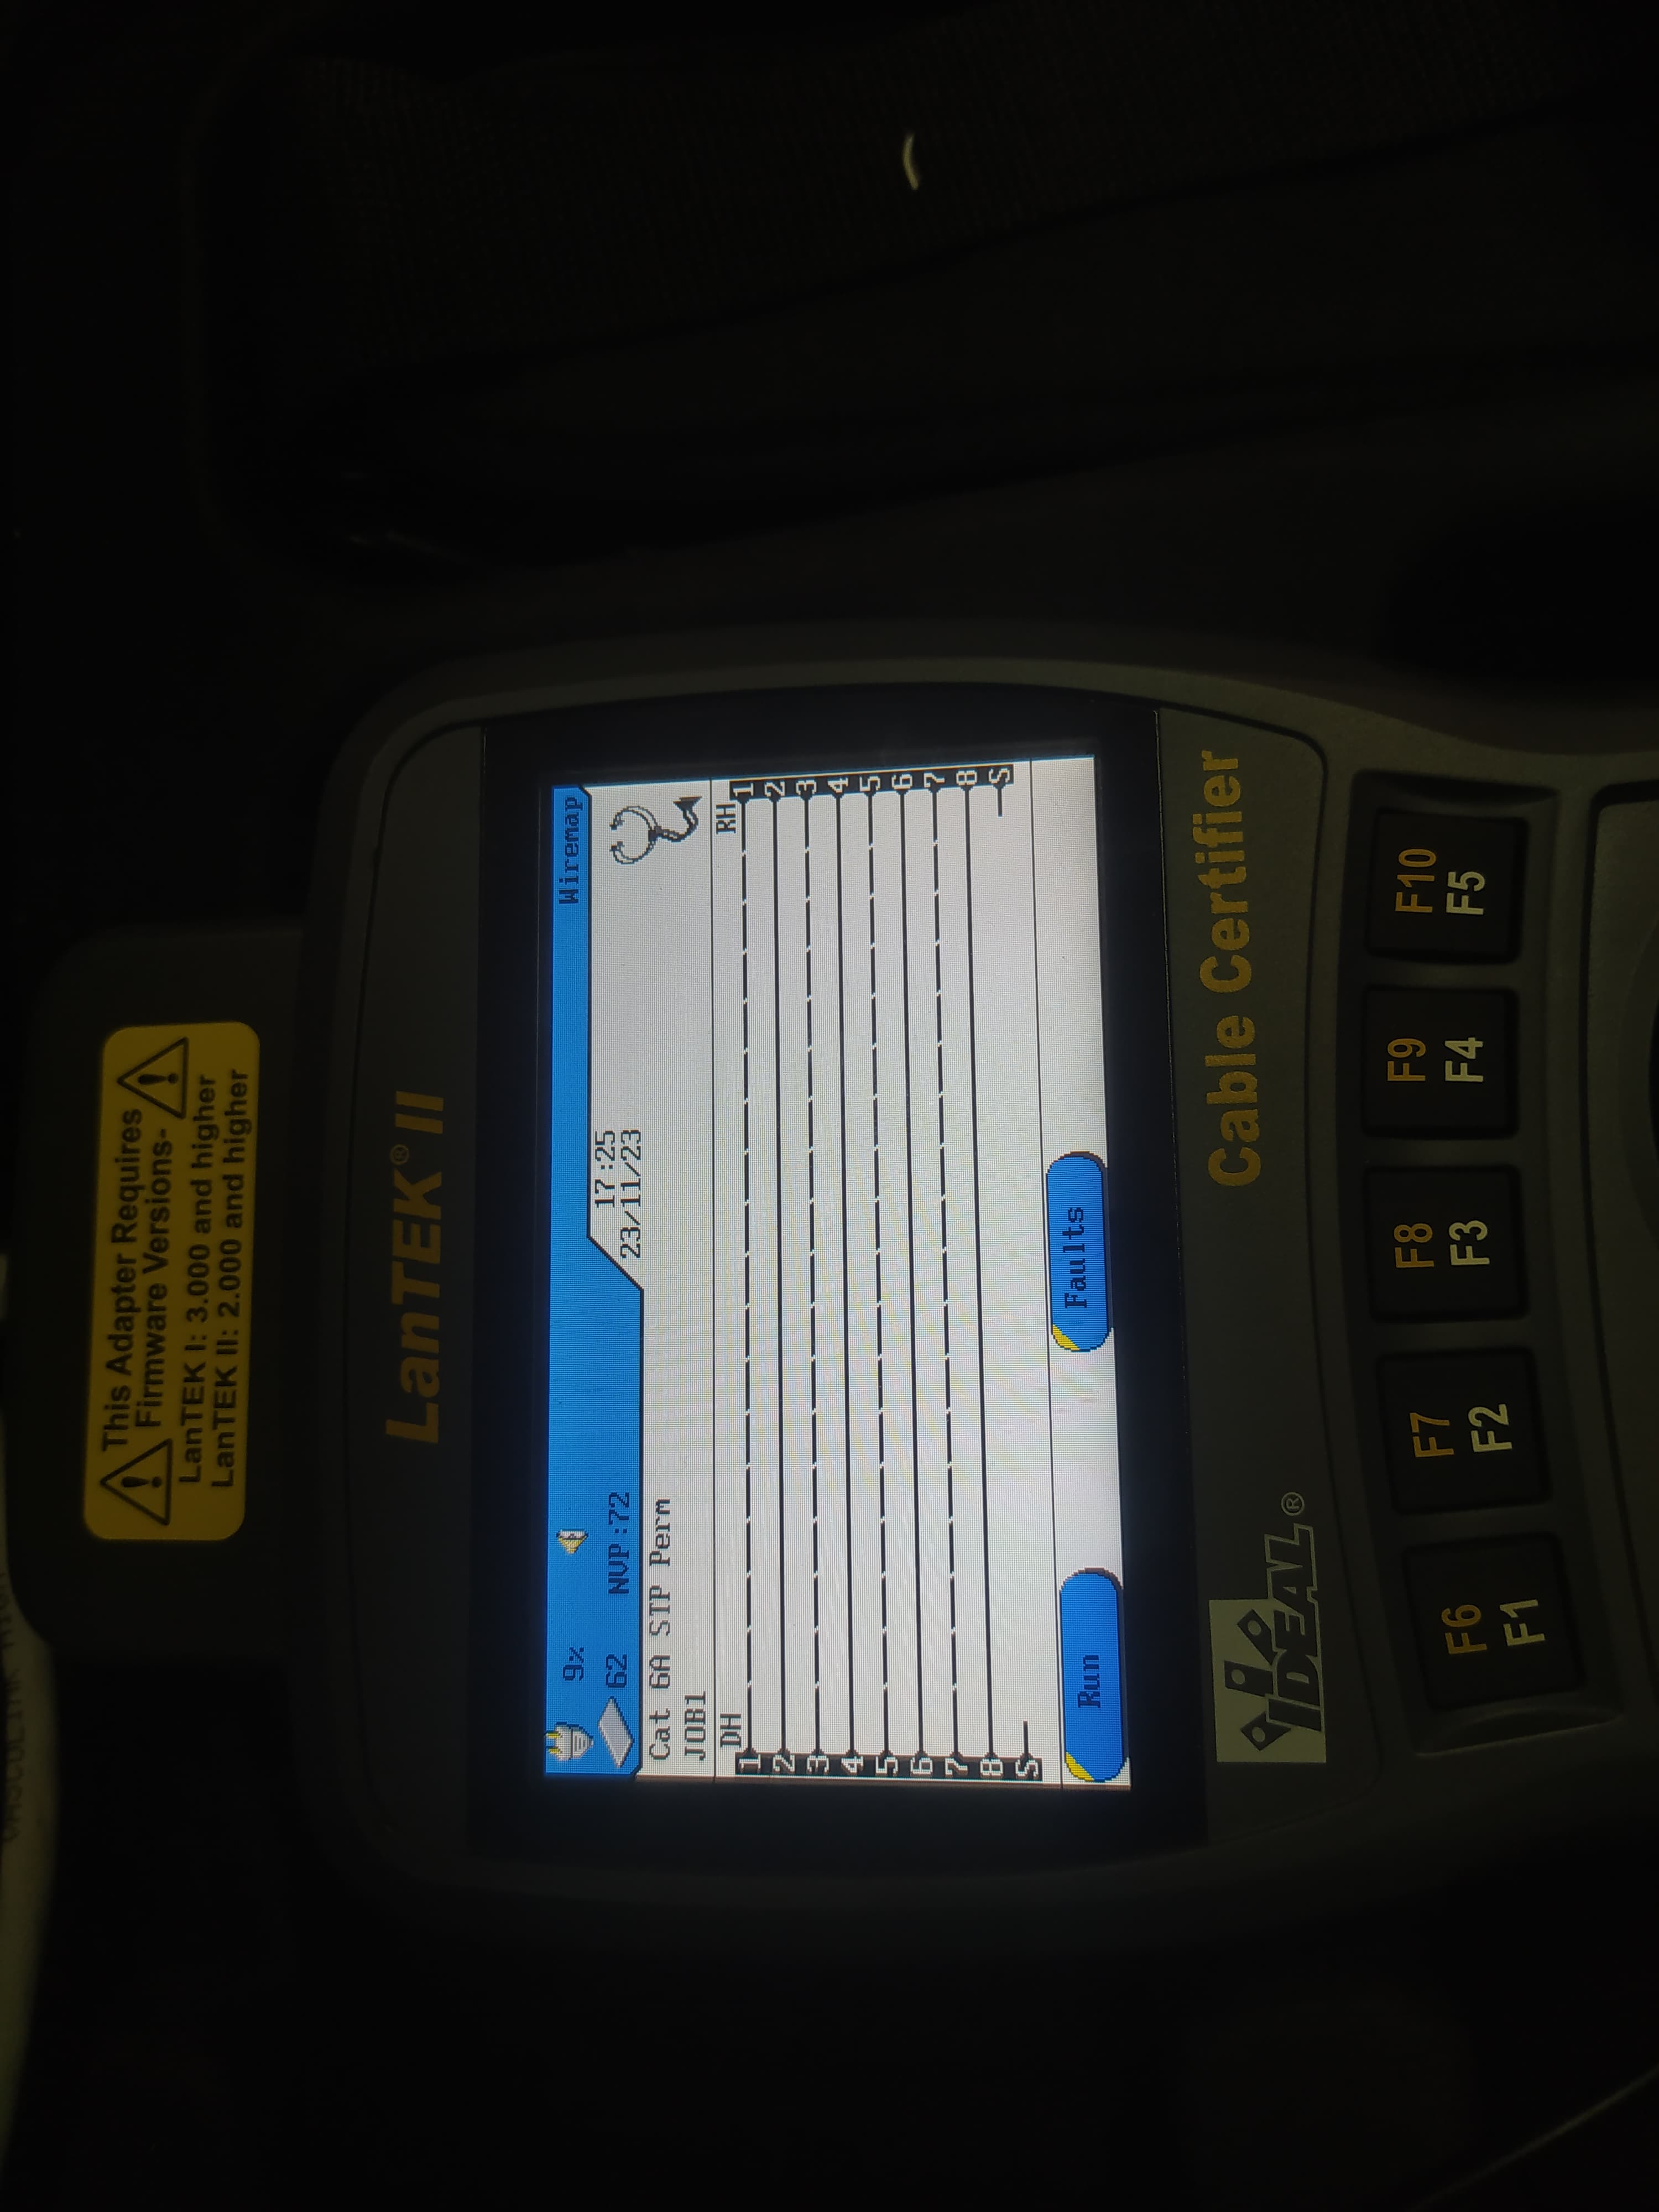 This Adapter Requires
Firmware Versions-
LanTEK I: 3.000 and higher
LanTEK II: 2.000 and higher
LanTEK® II
9% Wiremap
62 NVP:72 17:25
23/11/23
Cat 6A STP Perm
JOB1
DH RH
1 1
2 2
3 3
4 4
5 5
6 6
7 7
8 8
S S
Run Faults
Cable Certifier
IDEAL®
F6 F7 F8 F9 F10
F1 F2 F3 F4 F5